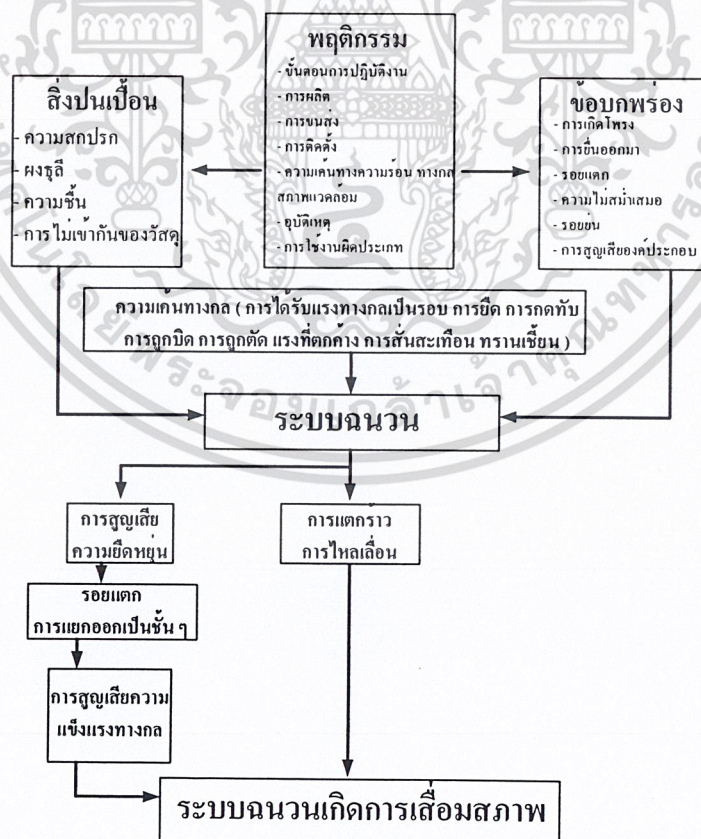 พฤติกรรม
- ขั้นตอนการปฏิบัติงาน
- การผลิต
- การขนส่ง
- การติดตั้ง
- ความเค้นทางความร้อน ทางกล
สภาพแวดล้อม
- อุบัติเหตุ
- การใช้งานผิดประเภท
สิ่งปนเปื้อน
- ความสกปรก
- ผงธุลี
- ความชื้น
- การไม่เข้ากันของวัสดุ
ข้อบกพร่อง
- การเกิดโพรง
- การยื่นออกมา
- รอยแตก
- ความไม่สม่ำเสมอ
- รอยย่น
- การสูญเสียองค์ประกอบ
ความเค้นทางกล ( การได้รับแรงทางกลเป็นรอบ การยืด การกดทับ
การถูกบิด การถูกตัด แรงที่ตกค้าง การสั่นสะเทือน ทรานเชี้ยน )
ระบบฉนวน
การสูญเสีย
ความยืดหยุ่น
การแตกร้าว
การไหลเลื่อน
รอยแตก
การแยกออกเป็นชั้น ๆ
การสูญเสียความ
แข็งแรงทางกล
ระบบฉนวนเกิดการเสื่อมสภาพ